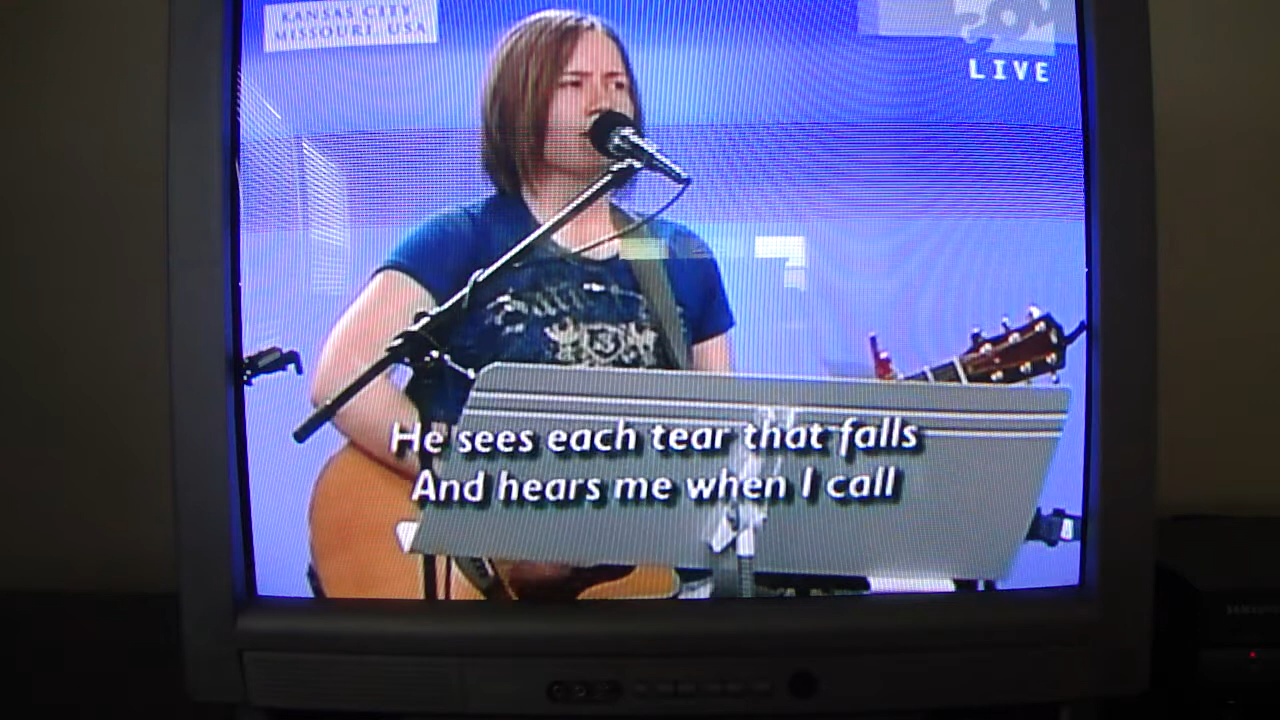 KANSAS CITY
MISSOURI, USA
LIVE
He sees each tear that falls
And hears me when I call